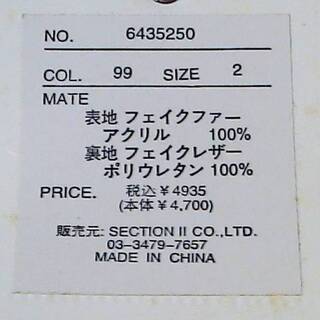 NO. 6435250
COL. 99 SIZE 2
MATE
表地 フェイクファー
アクリル 100%
裏地 フェイクレザー
ポリウレタン 100%
PRICE. 税込¥4935
(本体¥4,700)
販売元: SECTION II CO.,LTD.
03-3479-7657
MADE IN CHINA